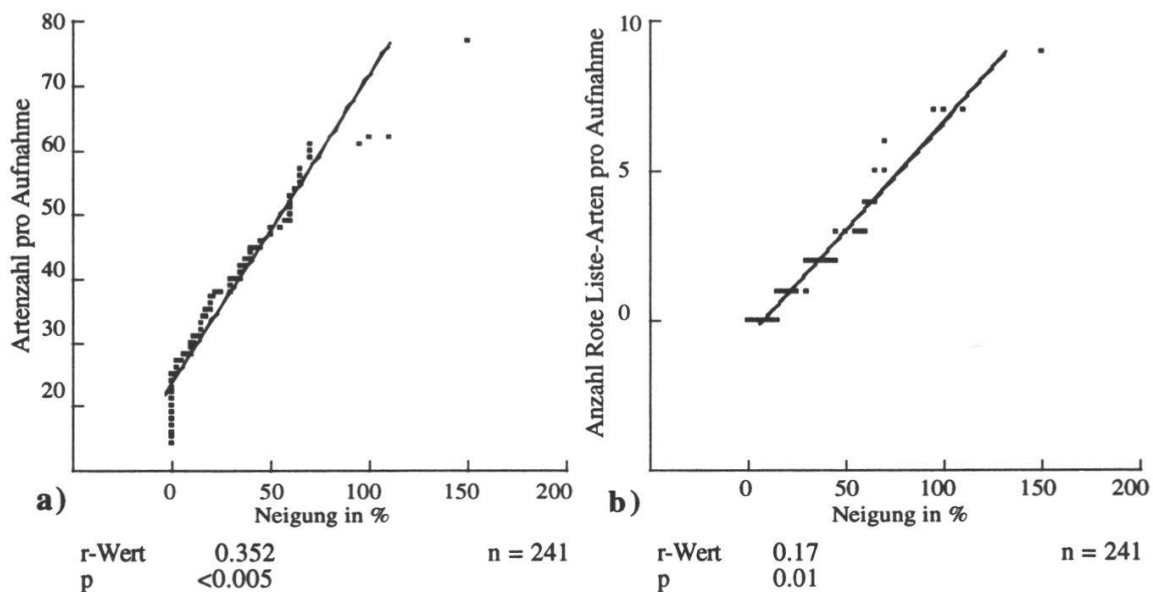 Artenzahl pro Aufnahme
80
70
60
50
40
30
20
0
50
100
150
200
a)
Neigung in %
r-Wert 0.352 n = 241
p <0.005
Anzahl Rote Liste-Arten pro Aufnahme
10
5
0
0
50
100
150
200
b)
Neigung in %
r-Wert 0.17 n = 241
p 0.01